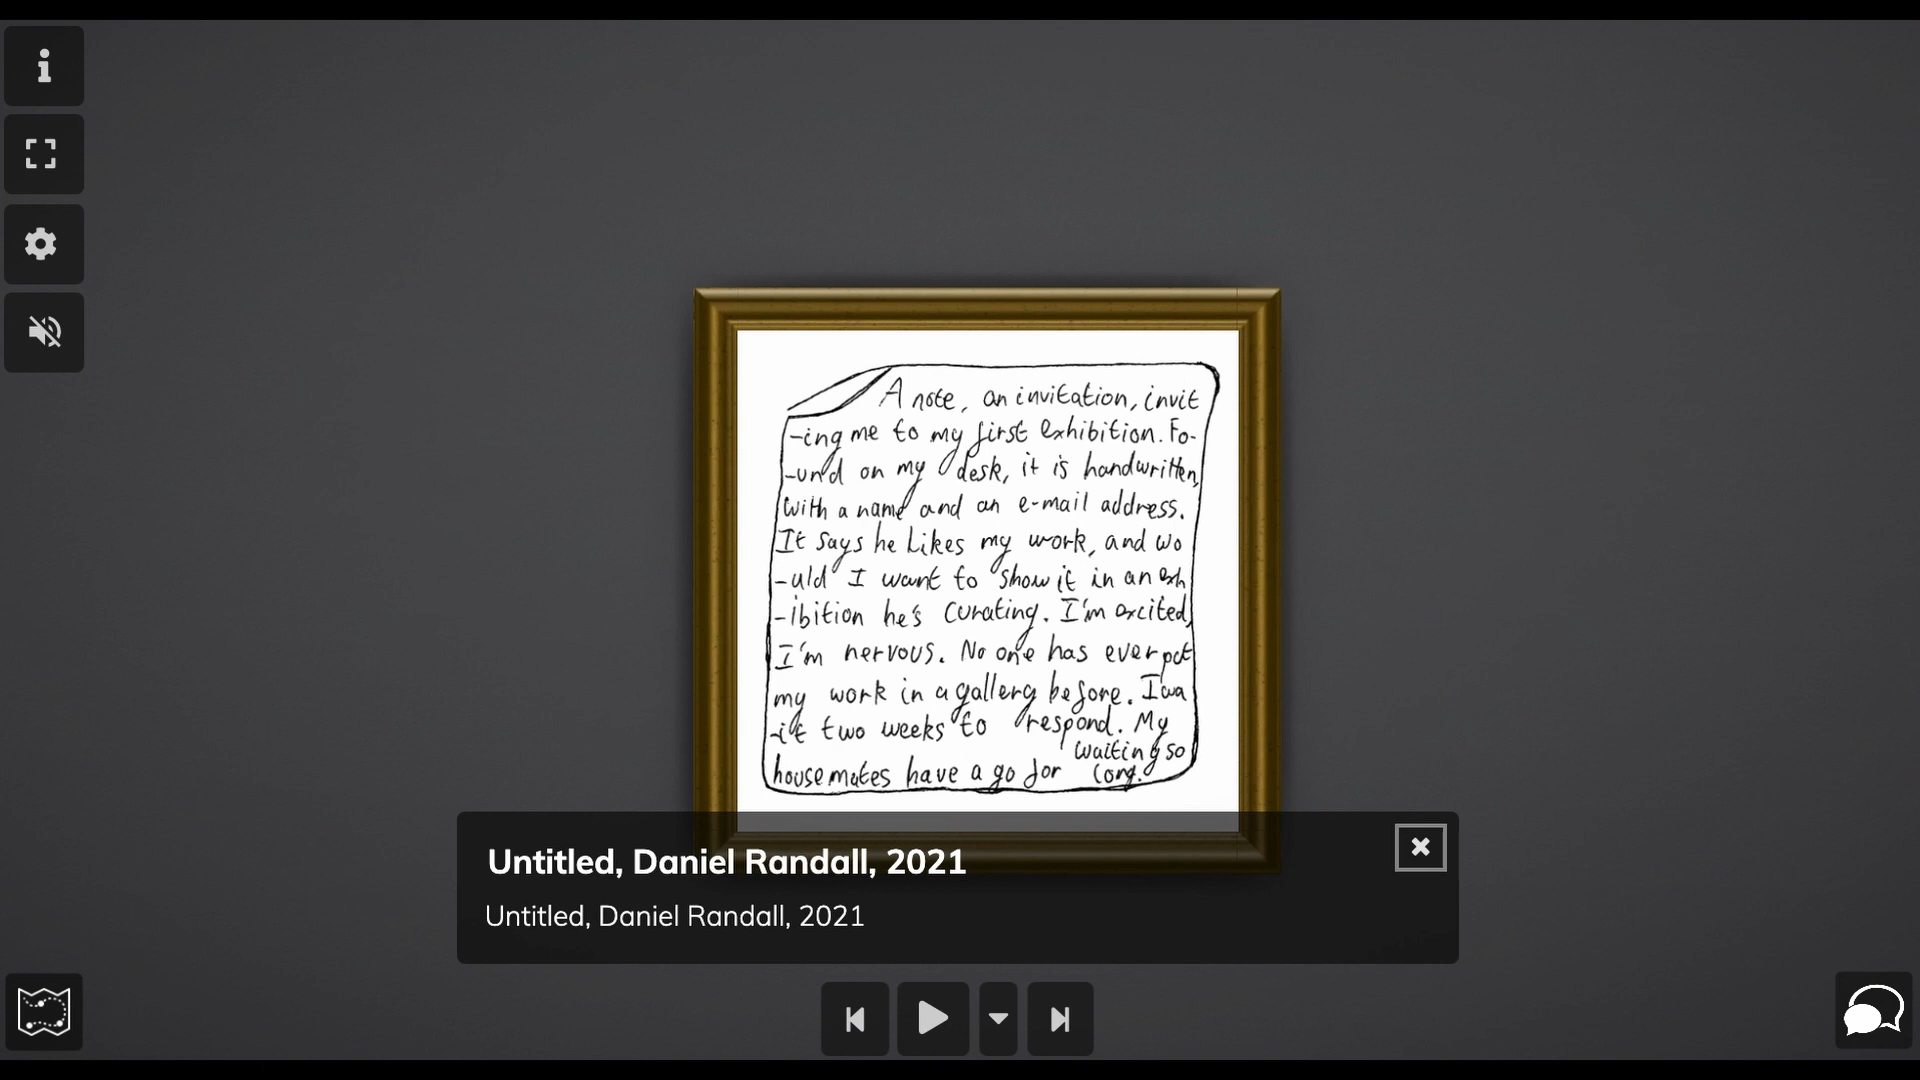 A note, an invitation, invit
-ing me to my first exhibition. Fo-
-und on my desk, it is handwritten,
with a name and an e-mail address.
It says he likes my work, and wo
-uld I want to show it in an exh
-ibition he's curating. I'm excited,
I'm nervous. No one has ever put
my work in a gallery before. I wa
-it two weeks to respond. My
housemates have a go for waiting so
long.
Untitled, Daniel Randall, 2021
Untitled, Daniel Randall, 2021